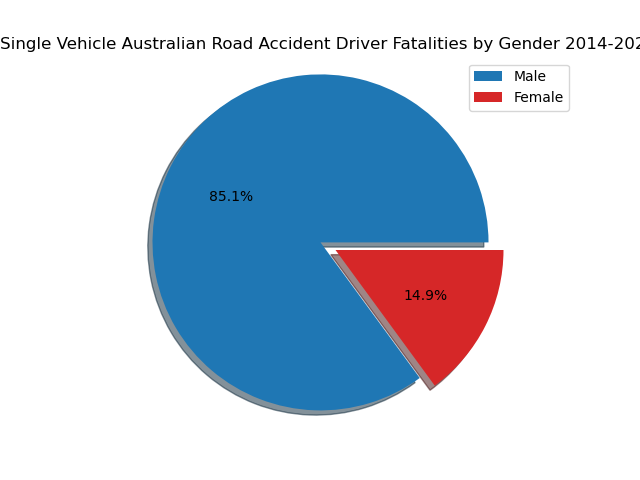 Single Vehicle Australian Road Accident Driver Fatalities by Gender 2014-202
Male
Female
85.1%
14.9%